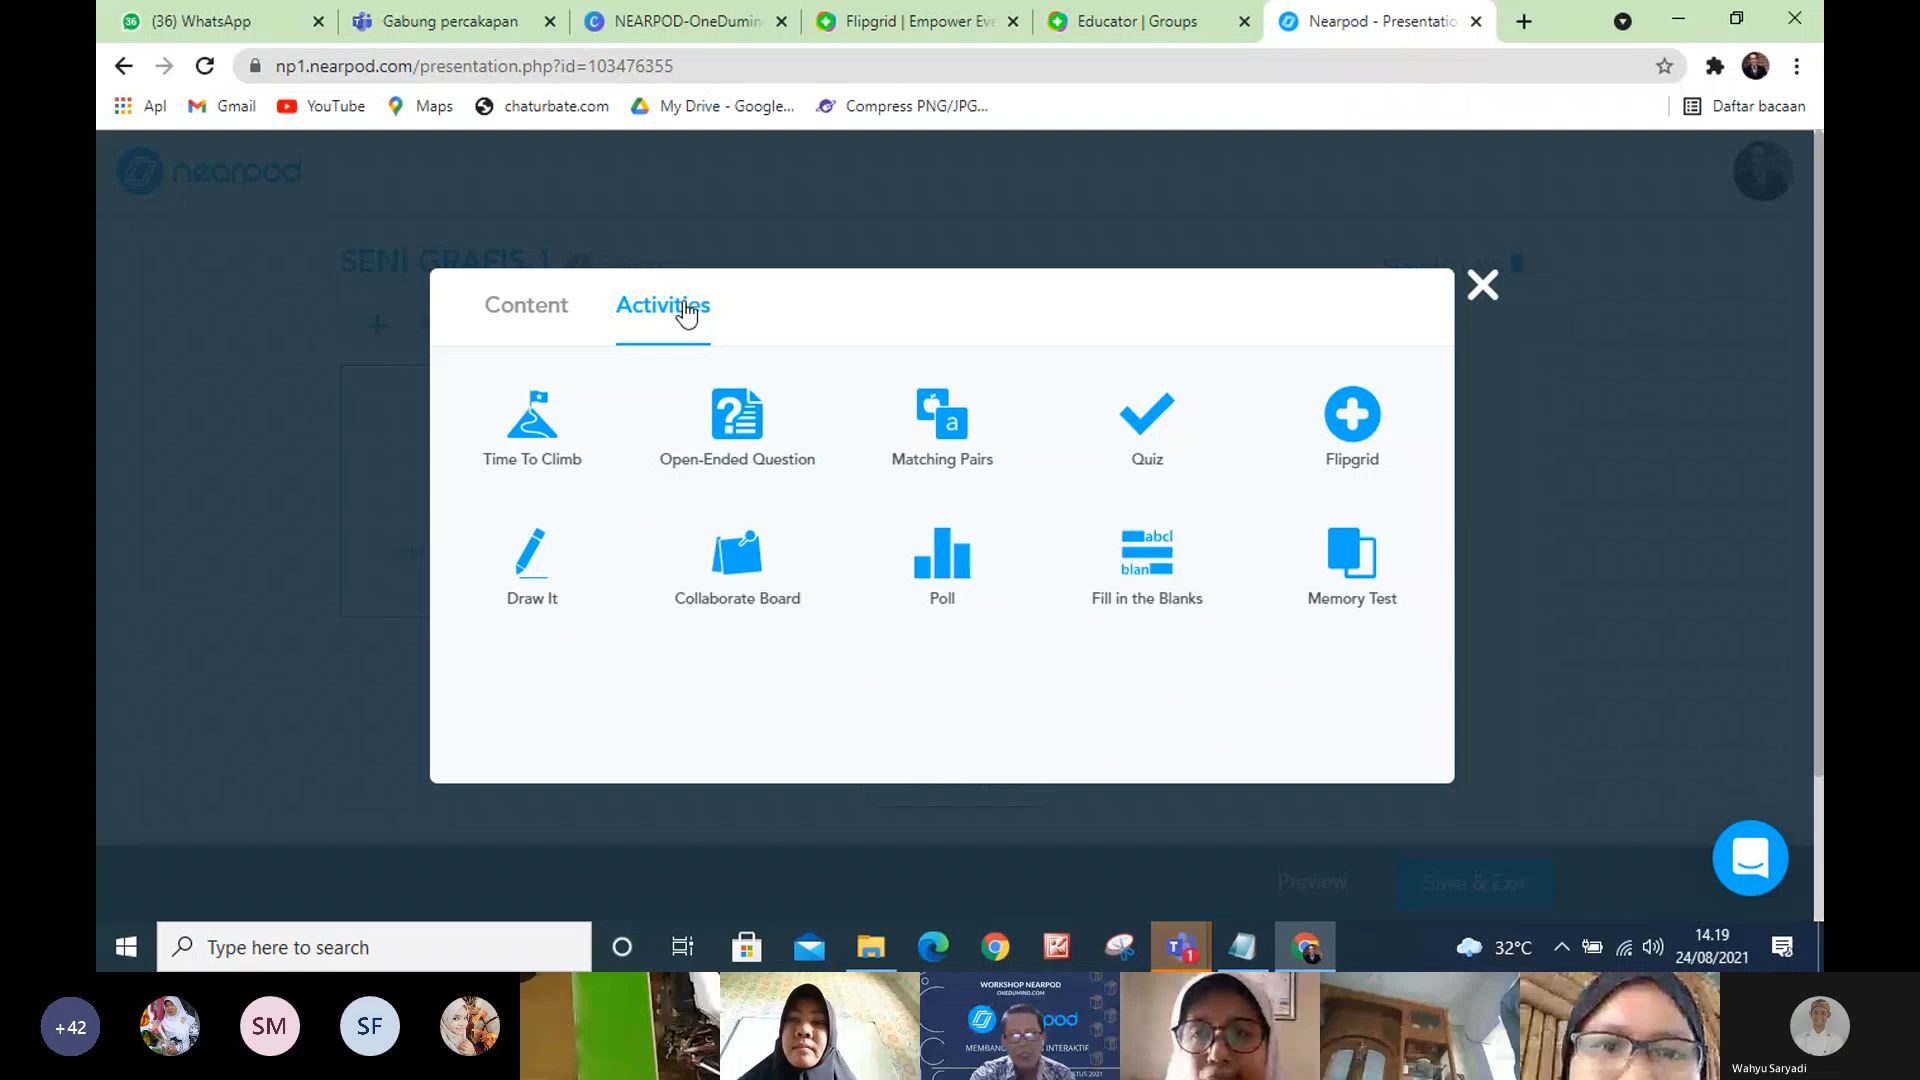 (36) WhatsApp
Gabung percakapan
NEARPOD-OneDumin
Flipgrid | Empower Eve
Educator | Groups
Nearpod - Presentatio
np1.nearpod.com/presentation.php?id=103476355
Apl
Gmail
YouTube
Maps
chaturbate.com
My Drive - Google...
Compress PNG/JPG...
Daftar bacaan
nearpod
SENI GRAFIS 1
Content
Activities
Time To Climb
Open-Ended Question
Matching Pairs
Quiz
Flipgrid
Draw It
Collaborate Board
Poll
Fill in the Blanks
Memory Test
Preview
Save & Exit
Type here to search
32°C
14.19
24/08/2021
+42
SM
SF
WORKSHOP NEARPOD
ONEDUMIND.COM
Wahyu Saryadi